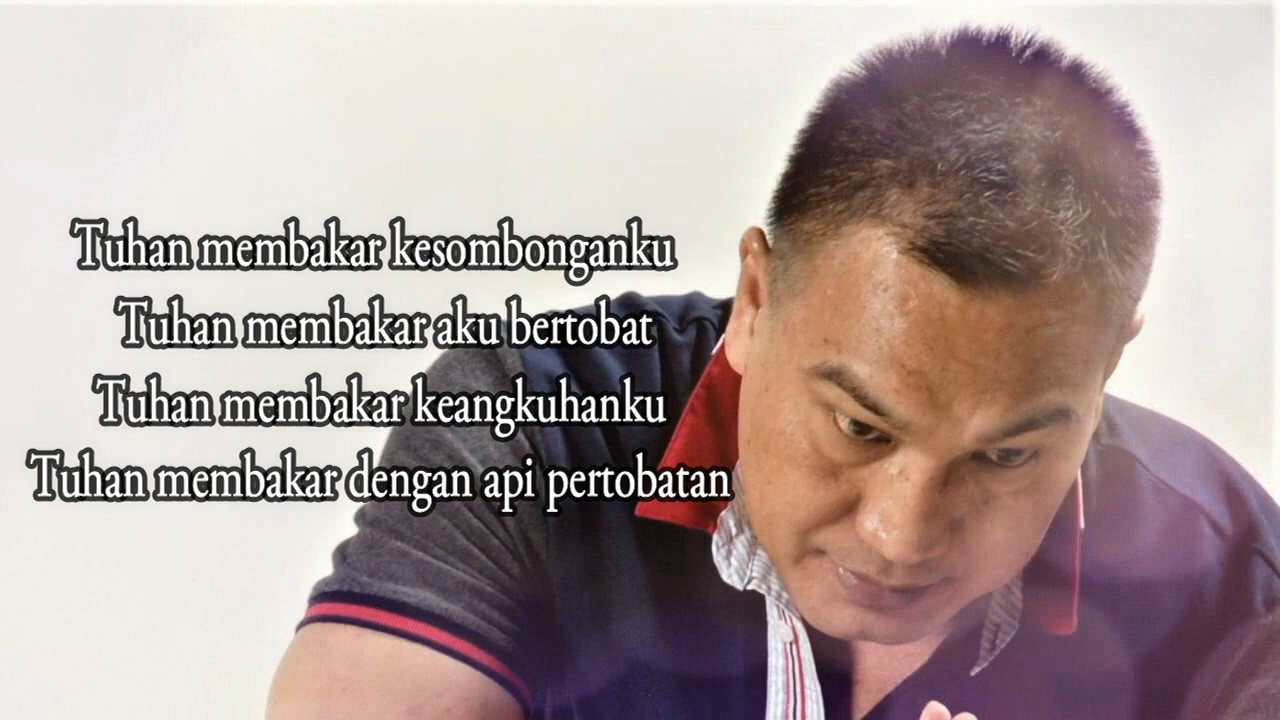 Tuhan membakar kesombonganku
Tuhan membakar aku bertobat
Tuhan membakar keangkuhanku
Tuhan membakar dengan api pertobatan